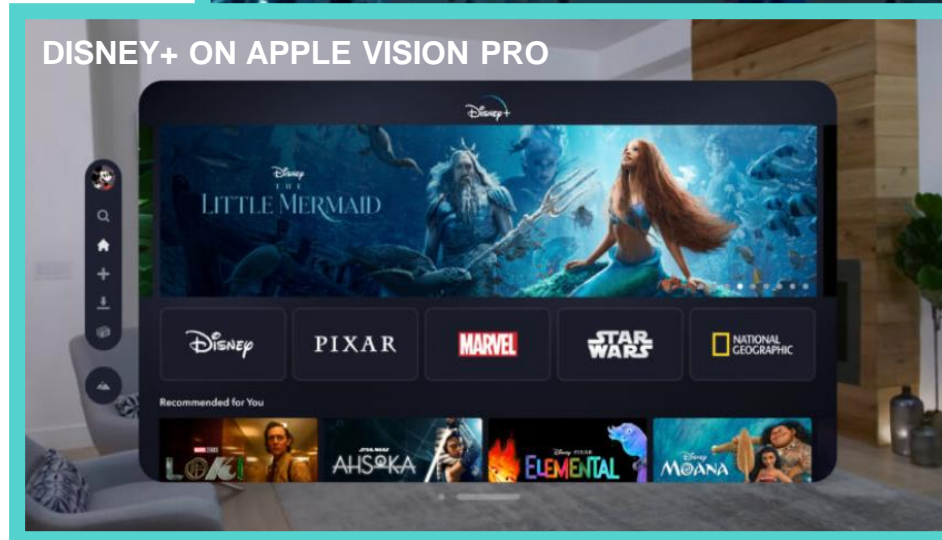 DISNEY+ ON APPLE VISION PRO
Disney+
Disney
THE
LITTLE MERMAID
Disney PIXAR MARVEL STAR WARS NATIONAL GEOGRAPHIC
Recommended for You
MARVEL STUDIOS
LOKI
STAR WARS
AHSOKA
Disney PIXAR
ELEMENTAL
Disney
MOANA